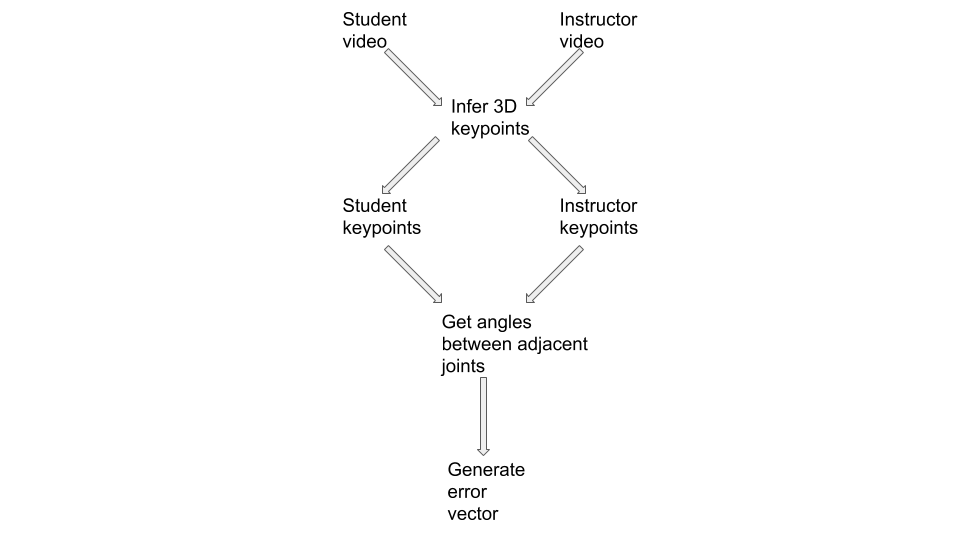 Student
video
Instructor
video
Infer 3D
keypoints
Student
keypoints
Instructor
keypoints
Get angles
between adjacent
joints
Generate
error
vector